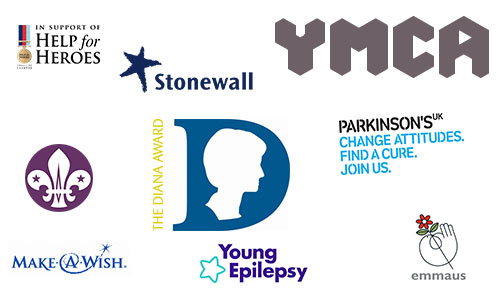 IN SUPPORT OF
HELP for
HEROES
Stonewall
YMCA
THE DIANA AWARD
PARKINSON'S UK
CHANGE ATTITUDES.
FIND A CURE.
JOIN US.
MAKE·A·WISH®
Young
Epilepsy
emmaus